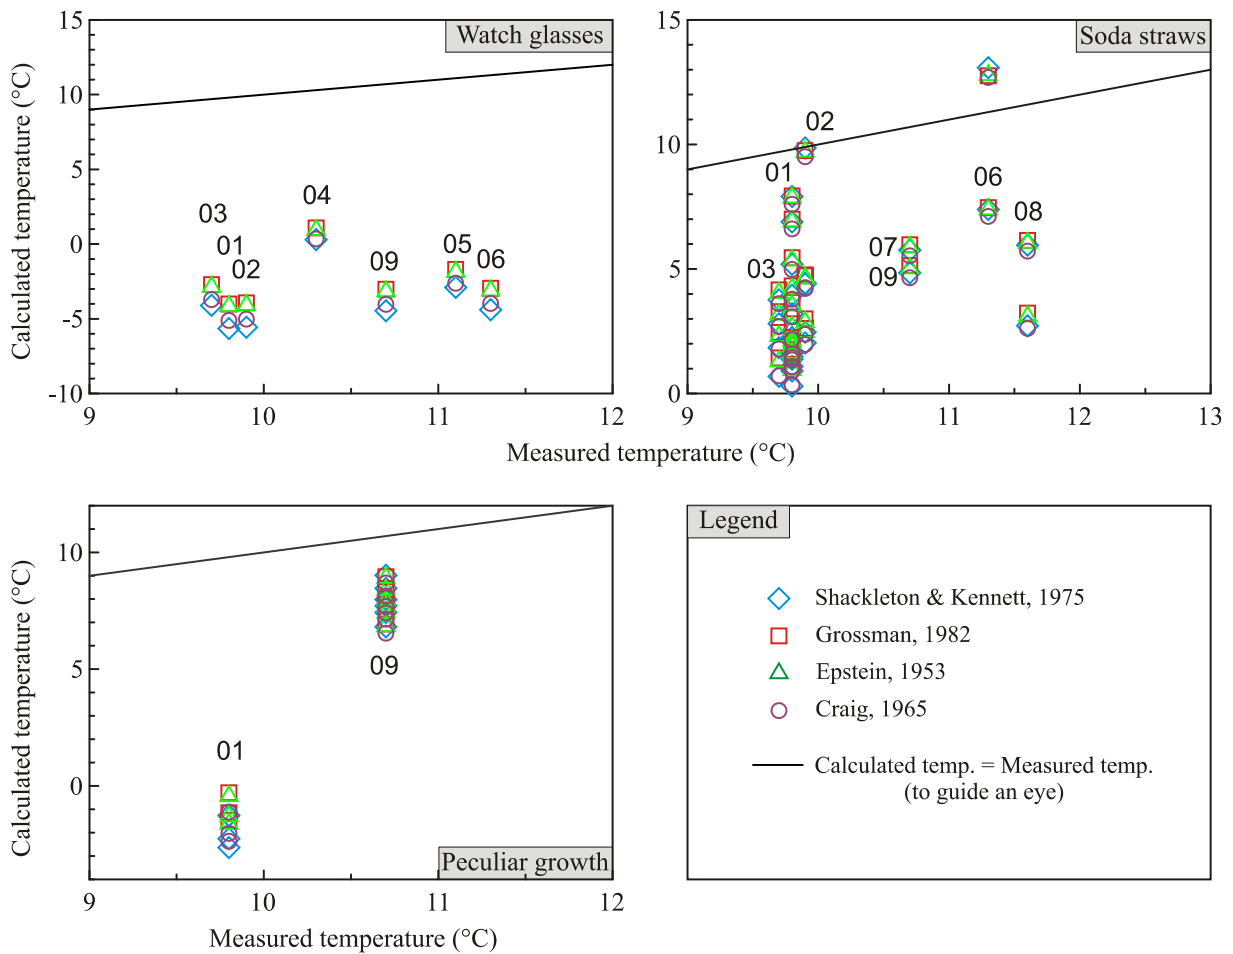 Watch glasses
Calculated temperature (°C)
15
10
5
0
-5
-10
03
01
02
04
09
05
06
9
10
11
12
Soda straws
Calculated temperature (°C)
15
10
5
0
02
01
03
07
09
06
08
9
10
11
12
13
Measured temperature (°C)
Calculated temperature (°C)
10
5
0
09
01
Peculiar growth
9
10
11
12
Measured temperature (°C)
Legend
Shackleton & Kennett, 1975
Grossman, 1982
Epstein, 1953
Craig, 1965
Calculated temp. = Measured temp.
(to guide an eye)